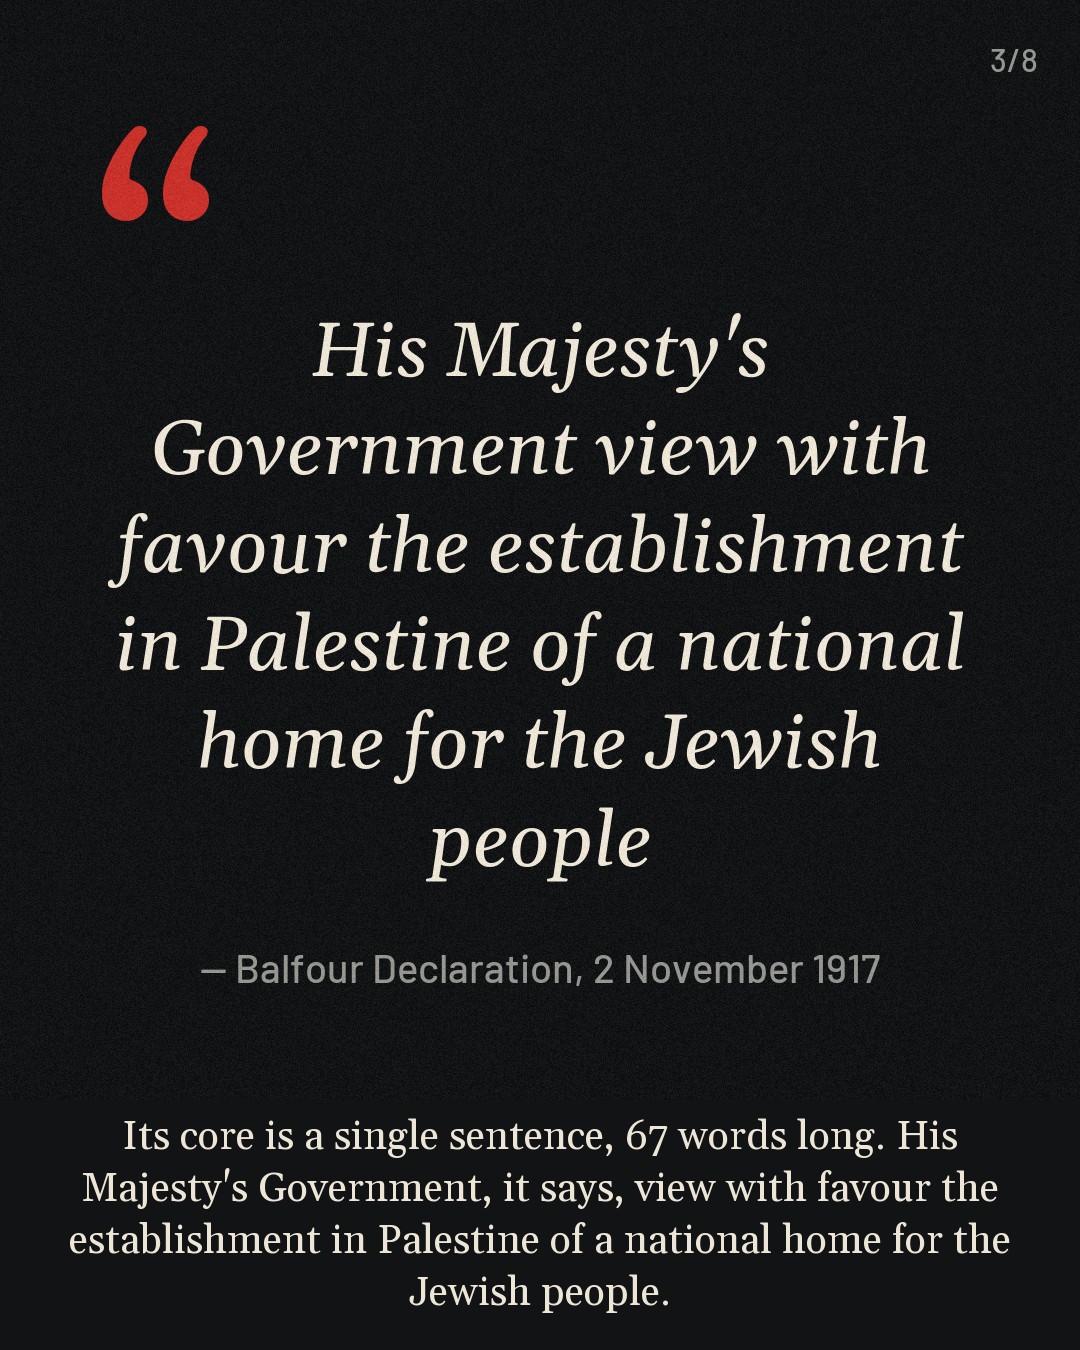 3/8
“
His Majesty's
Government view with
favour the establishment
in Palestine of a national
home for the Jewish
people
— Balfour Declaration, 2 November 1917
Its core is a single sentence, 67 words long. His
Majesty's Government, it says, view with favour the
establishment in Palestine of a national home for the
Jewish people.